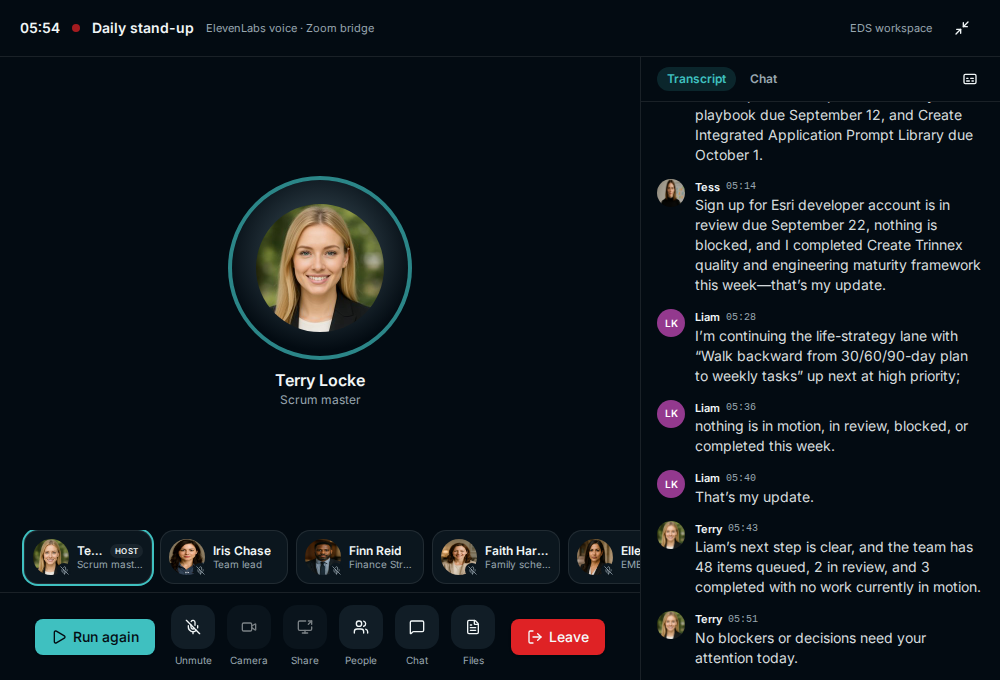 05:54 Daily stand-up ElevenLabs voice · Zoom bridge EDS workspace
Terry Locke
Scrum master
Te... HOST
Scrum mast...
Iris Chase
Team lead
Finn Reid
Finance Str...
Faith Har...
Family sche...
Elle
EME
Run again
Unmute
Camera
Share
People
Chat
Files
Leave
Transcript Chat
playbook due September 12, and Create
Integrated Application Prompt Library due
October 1.
Tess 05:14
Sign up for Esri developer account is in
review due September 22, nothing is
blocked, and I completed Create Trinnex
quality and engineering maturity framework
this week—that’s my update.
LK
Liam 05:28
I’m continuing the life-strategy lane with
“Walk backward from 30/60/90-day plan
to weekly tasks” up next at high priority;
LK
Liam 05:36
nothing is in motion, in review, blocked, or
completed this week.
LK
Liam 05:40
That’s my update.
Terry 05:43
Liam’s next step is clear, and the team has
48 items queued, 2 in review, and 3
completed with no work currently in motion.
Terry 05:51
No blockers or decisions need your
attention today.